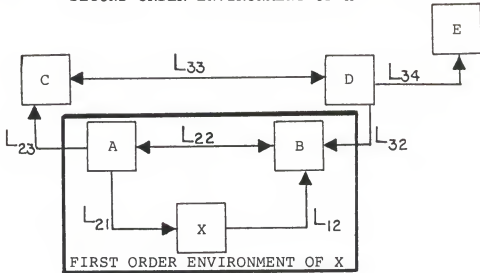 E
L33
L34
C
D
L23
L22
L32
A
B
L21
X
L12
FIRST ORDER ENVIRONMENT OF X